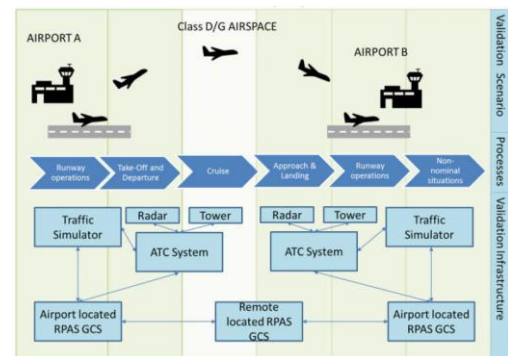 Class D/G AIRSPACE
AIRPORT A
AIRPORT B
Validation Scenario
Runway
operations
Take-Off and
Departure
Cruise
Approach &
Landing
Runway
operations
Non-
nominal
situations
Processes
Radar
Tower
Radar
Tower
Traffic
Simulator
ATC System
ATC System
Traffic
Simulator
Airport located
RPAS GCS
Remote
located RPAS
GCS
Airport located
RPAS GCS
Validation Infrastructure